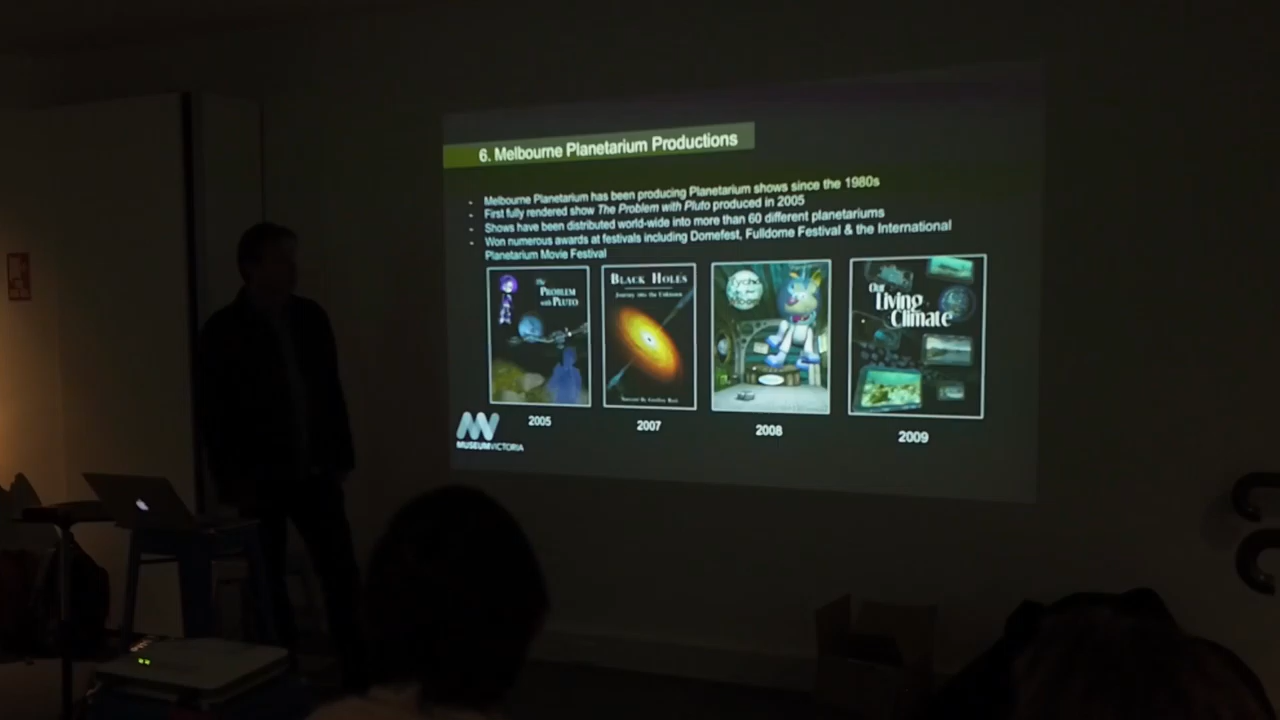 6. Melbourne Planetarium Productions
- Melbourne Planetarium has been producing Planetarium shows since the 1980s
- First fully rendered show The Problem with Pluto produced in 2005
- Shows have been distributed world-wide into more than 60 different planetariums
- Won numerous awards at festivals including Domefest, Fulldome Festival & the International
Planetarium Movie Festival
The
PROBLEM
with PLUTO
BLACK HOLES
Journey into the Unknown
Our
Living
Climate
2005
2007
2008
2009
MUSEUMVICTORIA